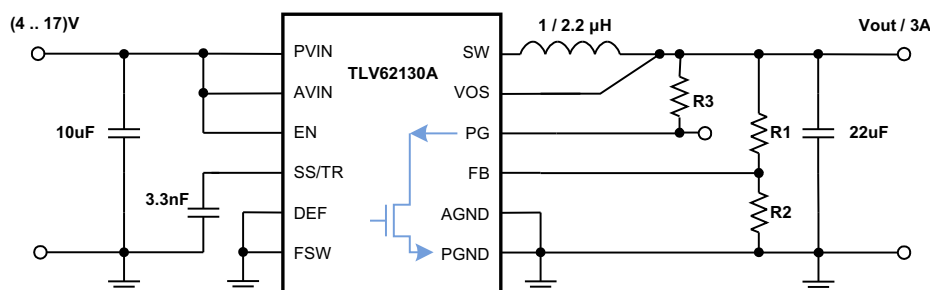 (4 .. 17)V
1 / 2.2 µH
Vout / 3A
PVIN
SW
TLV62130A
AVIN
VOS
R3
10uF
EN
PG
R1
22uF
SS/TR
FB
3.3nF
R2
DEF
AGND
FSW
PGND